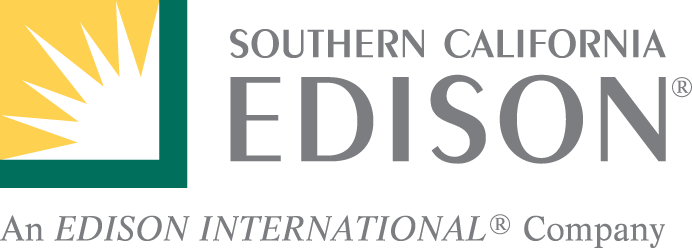 SOUTHERN CALIFORNIA
EDISON®
An EDISON INTERNATIONAL® Company